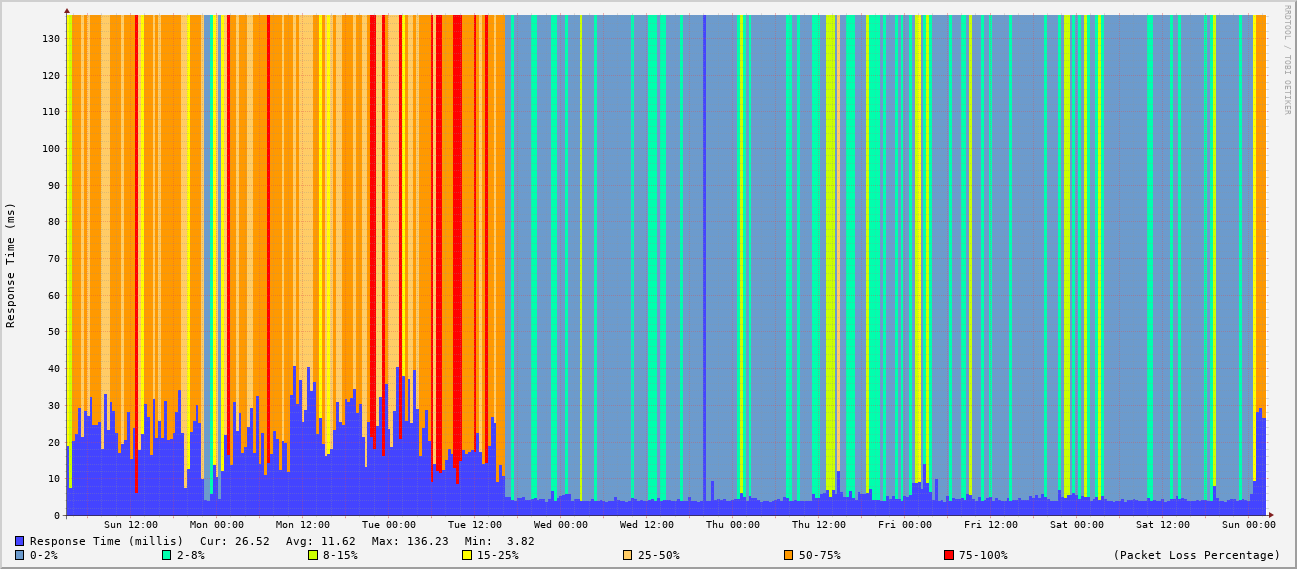 RRDTOOL / TOBI OETIKER
Response Time (ms)
130
120
110
100
90
80
70
60
50
40
30
20
10
0
Sun 12:00 Mon 00:00 Mon 12:00 Tue 00:00 Tue 12:00 Wed 00:00 Wed 12:00 Thu 00:00 Thu 12:00 Fri 00:00 Fri 12:00 Sat 00:00 Sat 12:00 Sun 00:00
Response Time (millis) Cur: 26.52 Avg: 11.62 Max: 136.23 Min: 3.82
0-2% 2-8% 8-15% 15-25% 25-50% 50-75% 75-100% (Packet Loss Percentage)